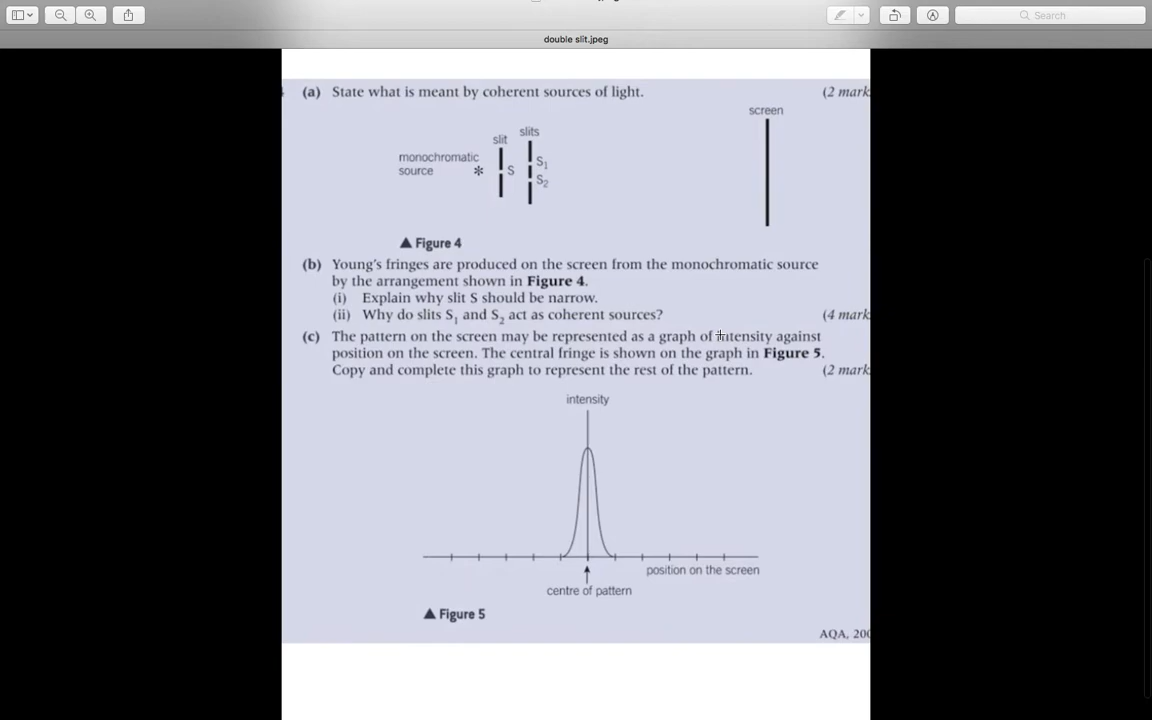 Search
double slit.jpeg
(a) State what is meant by coherent sources of light. (2 mark
screen
slits
slit
monochromatic
source * S S1
S2
▲ Figure 4
(b) Young's fringes are produced on the screen from the monochromatic source
by the arrangement shown in Figure 4.
(i) Explain why slit S should be narrow.
(ii) Why do slits S1 and S2 act as coherent sources? (4 mark
(c) The pattern on the screen may be represented as a graph of intensity against
position on the screen. The central fringe is shown on the graph in Figure 5.
Copy and complete this graph to represent the rest of the pattern. (2 mark
intensity
position on the screen
centre of pattern
▲ Figure 5
AQA, 200